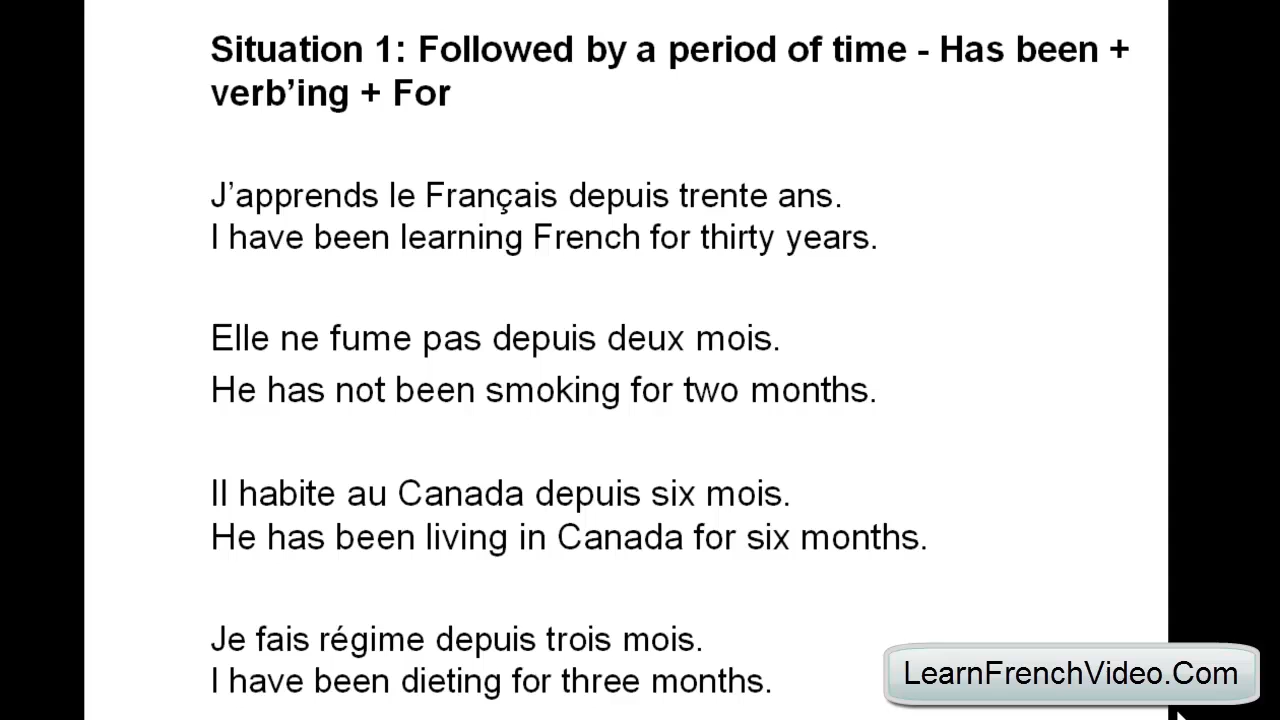 Situation 1: Followed by a period of time - Has been +
verb’ing + For
J’apprends le Français depuis trente ans.
I have been learning French for thirty years.
Elle ne fume pas depuis deux mois.
He has not been smoking for two months.
Il habite au Canada depuis six mois.
He has been living in Canada for six months.
Je fais régime depuis trois mois.
I have been dieting for three months.
LearnFrenchVideo.Com